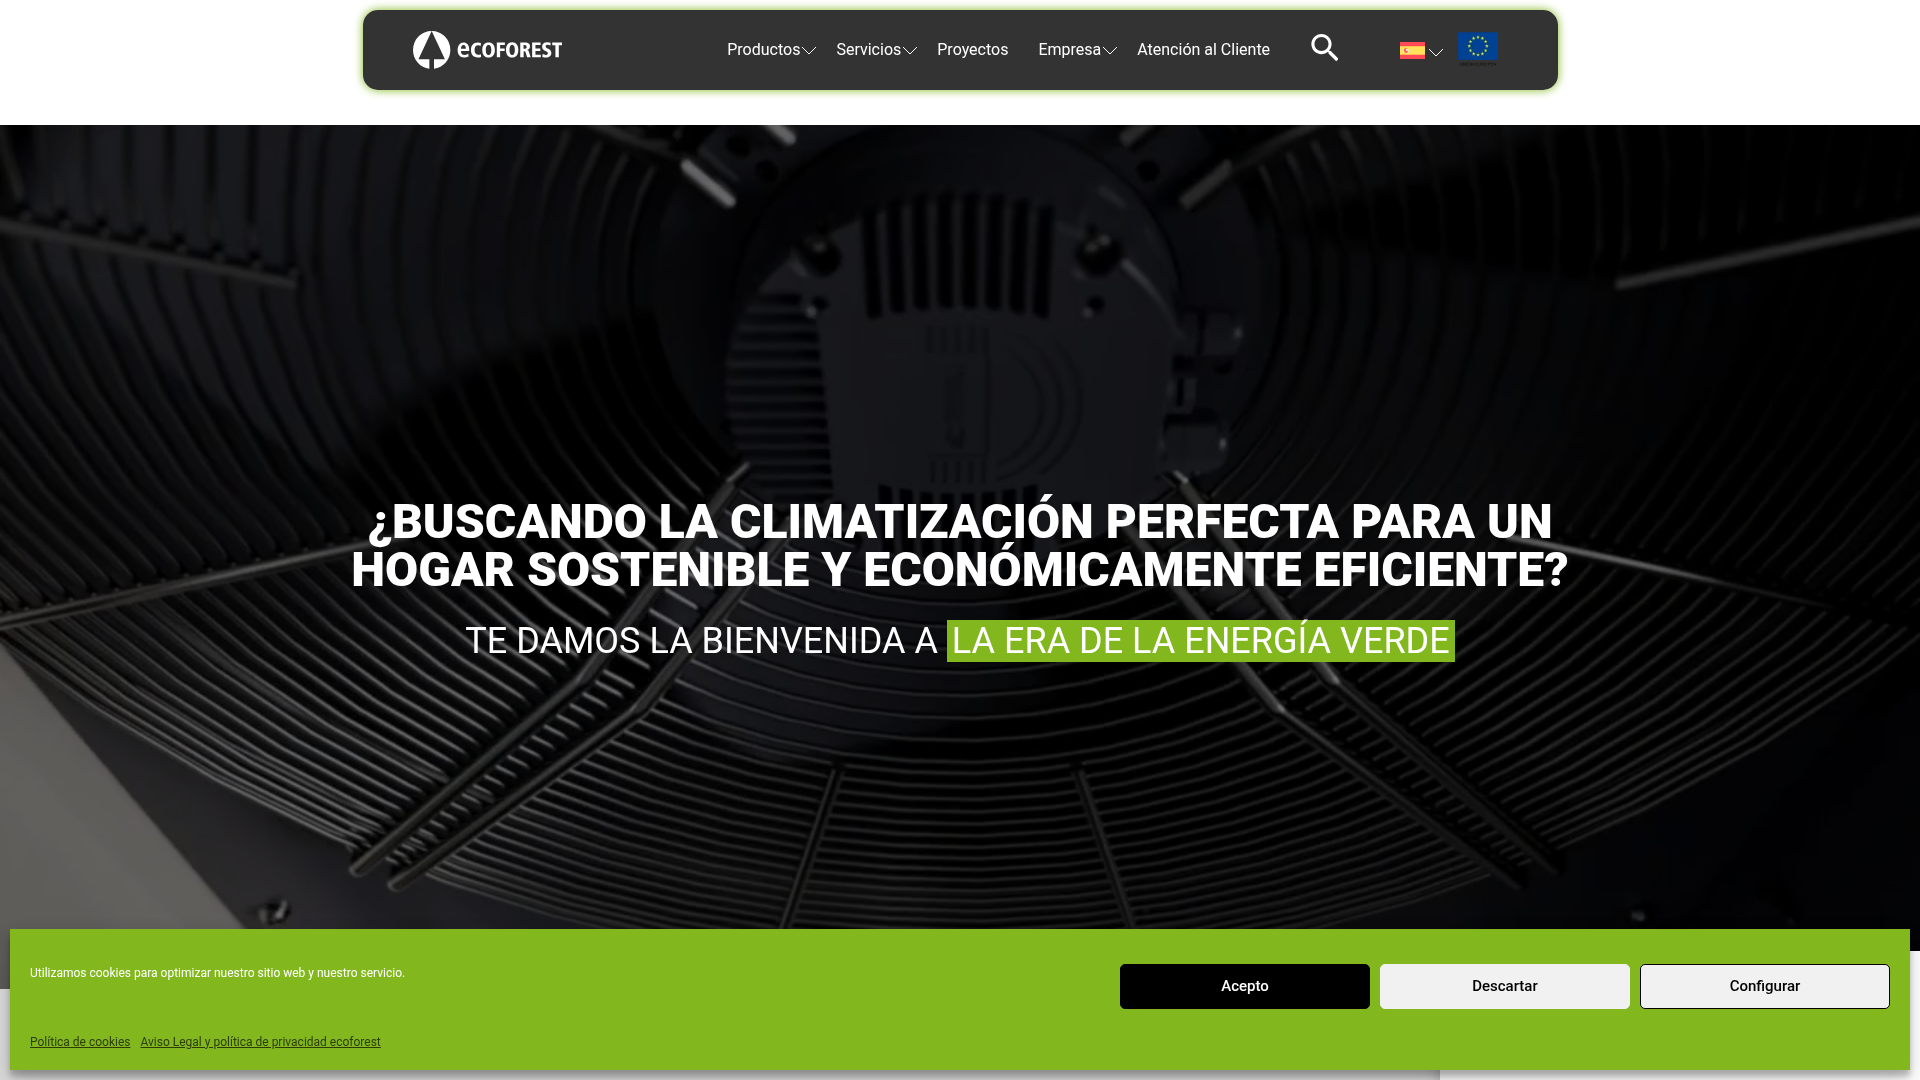 ecoforest
Productos
Servicios
Proyectos
Empresa
Atención al Cliente
¿BUSCANDO LA CLIMATIZACIÓN PERFECTA PARA UN
HOGAR SOSTENIBLE Y ECONÓMICAMENTE EFICIENTE?
TE DAMOS LA BIENVENIDA A LA ERA DE LA ENERGÍA VERDE
Utilizamos cookies para optimizar nuestro sitio web y nuestro servicio.
Acepto
Descartar
Configurar
Política de cookies
Aviso Legal y política de privacidad ecoforest